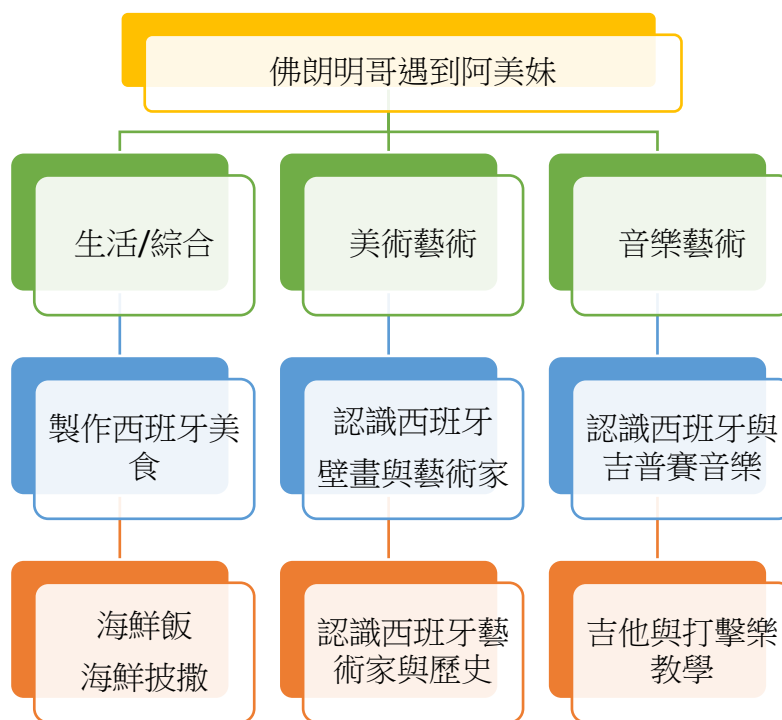 佛朗明哥遇到阿美妹
生活/綜合
美術藝術
音樂藝術
製作西班牙美
食
認識西班牙
壁畫與藝術家
認識西班牙與
吉普賽音樂
海鮮飯
海鮮披撒
認識西班牙藝
術家與歷史
吉他與打擊樂
教學